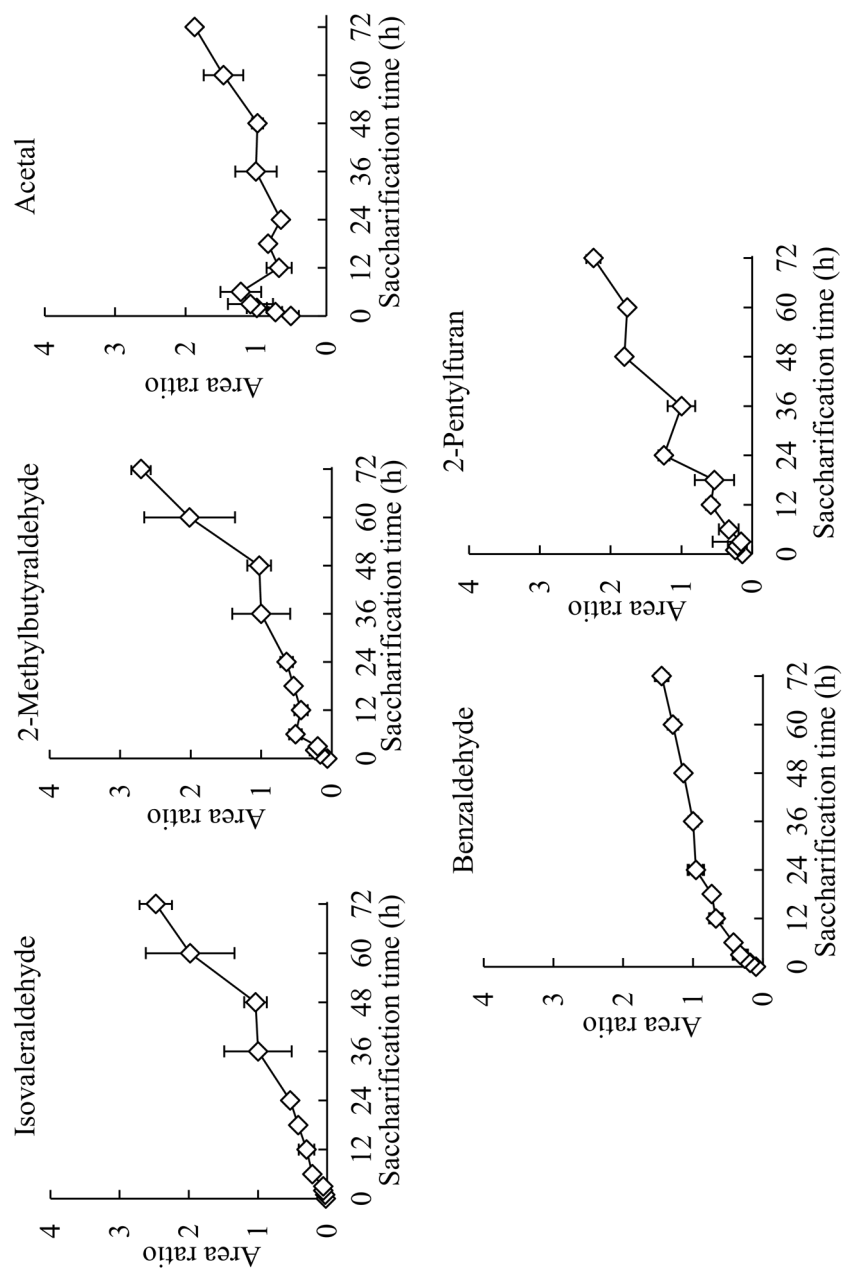 Isovaleraldehyde
4
3
2
1
0
Area ratio
0 12 24 36 48 60 72
Saccharification time (h)
2-Methylbutyraldehyde
4
3
2
1
0
Area ratio
0 12 24 36 48 60 72
Saccharification time (h)
Acetal
4
3
2
1
0
Area ratio
0 12 24 36 48 60 72
Saccharification time (h)
Benzaldehyde
4
3
2
1
0
Area ratio
0 12 24 36 48 60 72
Saccharification time (h)
2-Pentylfuran
4
3
2
1
0
Area ratio
0 12 24 36 48 60 72
Saccharification time (h)